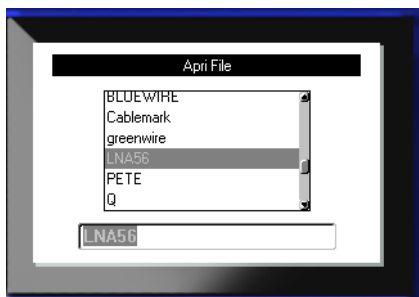 Apri File
BLUEWIRE
Cablemark
greenwire
LNA56
PETE
Q
LNA56